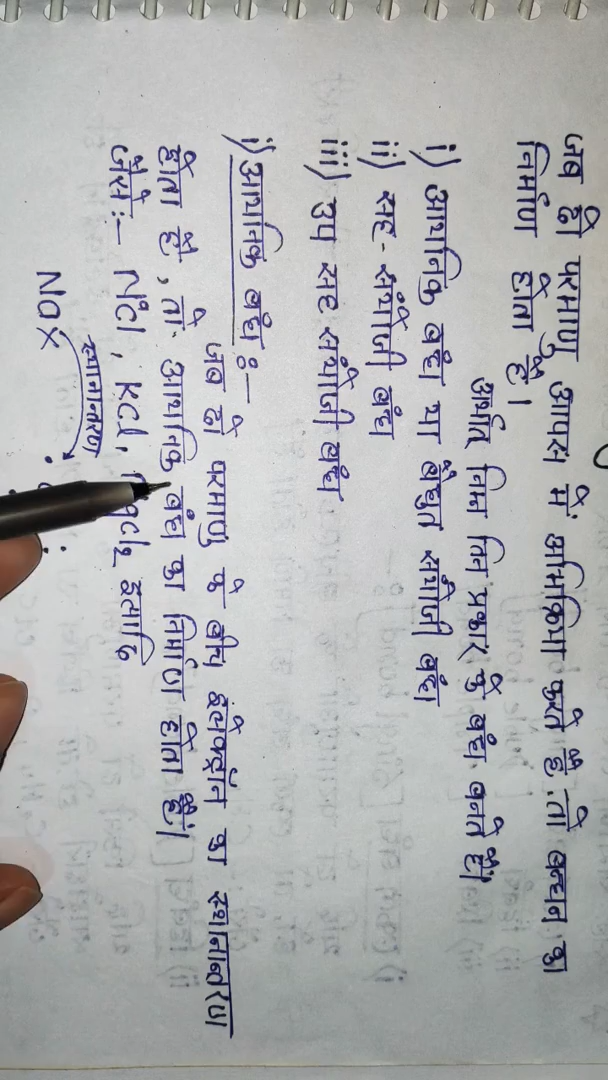 जब दो परमाणु आपस में अभिक्रिया करते है, तो बन्धन का
निर्माण होता है।
अर्थात् निम्न तिन प्रकार के बंध बनते है।
i) आयनिक बंध या वैधुत संयोजी बंध
ii) सह-संयोजी बंध
iii) उप सह संयोजी बंध
i) आयनिक बंध :-
जब दो परमाणु के बीच इलेक्ट्रॉन का स्थानान्तरण
होता है, तो आयनिक बंध का निर्माण होता हैं।
जैसे:- Nacl, kcl, इत्यादि
स्थानान्तरण
Na